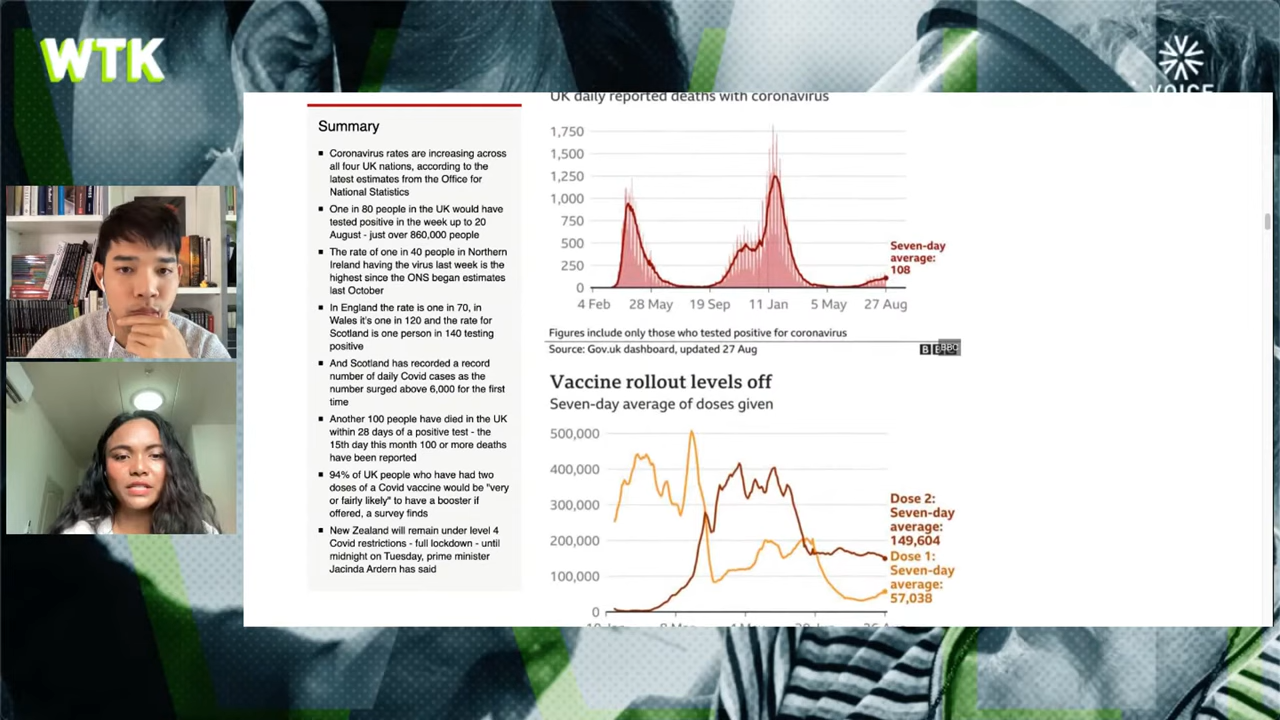 WTK
VOICE
Summary
Coronavirus rates are increasing across
all four UK nations, according to the
latest estimates from the Office for
National Statistics
One in 80 people in the UK would have
tested positive in the week up to 20
August - just over 860,000 people
The rate of one in 40 people in Northern
Ireland having the virus last week is the
highest since the ONS began estimates
last October
In England the rate is one in 70, in
Wales it's one in 120 and the rate for
Scotland is one person in 140 testing
positive
And Scotland has recorded a record
number of daily Covid cases as the
number surged above 6,000 for the first
time
Another 100 people have died in the UK
within 28 days of a positive test - the
15th day this month 100 or more deaths
have been reported
94% of UK people who have had two
doses of a Covid vaccine would be "very
or fairly likely" to have a booster if
offered, a survey finds
New Zealand will remain under level 4
Covid restrictions - full lockdown - until
midnight on Tuesday, prime minister
Jacinda Ardern has said
UK daily reported deaths with coronavirus
1,750
1,500
1,250
1,000
750
500
250
0
Seven-day
average:
108
4 Feb 28 May 19 Sep 11 Jan 5 May 27 Aug
Figures include only those who tested positive for coronavirus
Source: Gov.uk dashboard, updated 27 Aug
BBC
Vaccine rollout levels off
Seven-day average of doses given
500,000
400,000
300,000
200,000
100,000
0
Dose 2:
Seven-day
average:
149,604
Dose 1:
Seven-day
average:
57,038